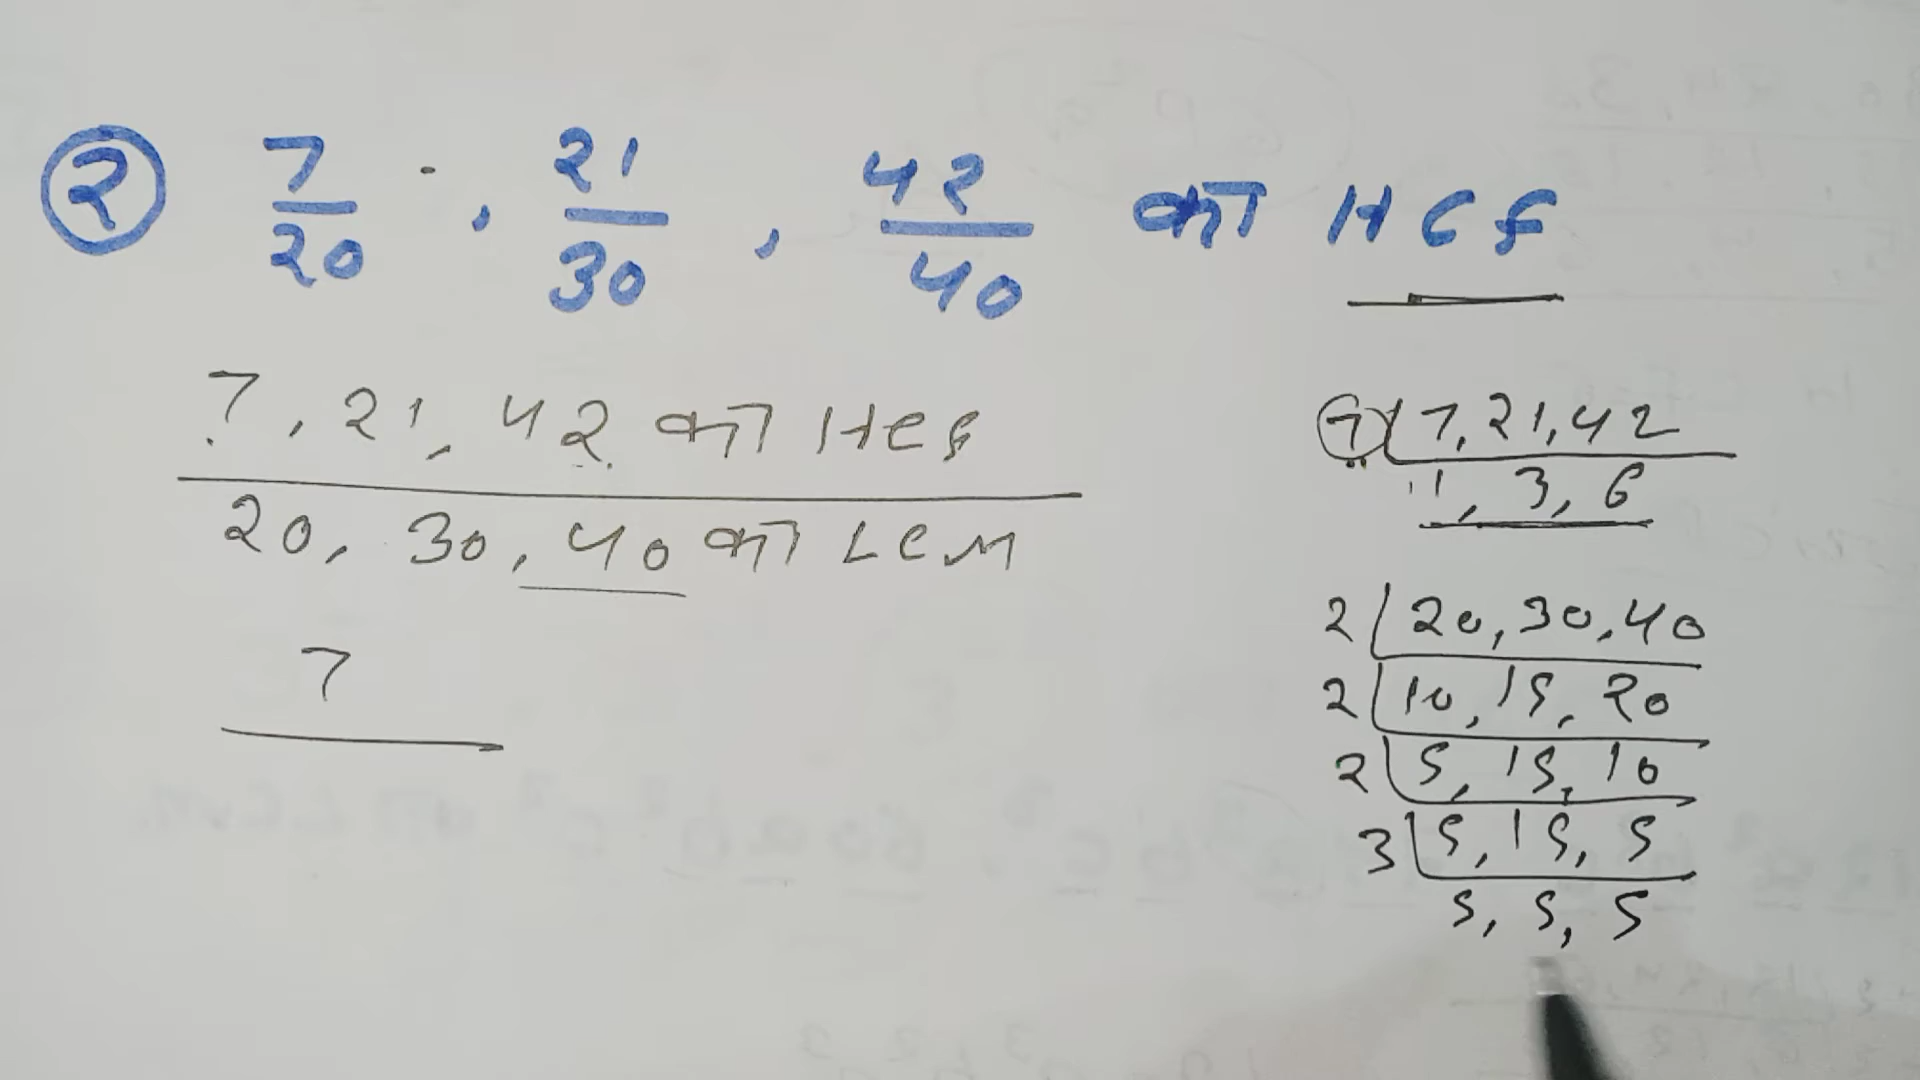 ② 7/20 , 21/30 , 42/40 का HCF
7, 21, 42 का HCF
20, 30, 40 का LCM
7
7 7, 21, 42
1, 3, 6
2 20, 30, 40
2 10, 15, 20
2 5, 15, 10
3 5, 15, 5
5, 5, 5